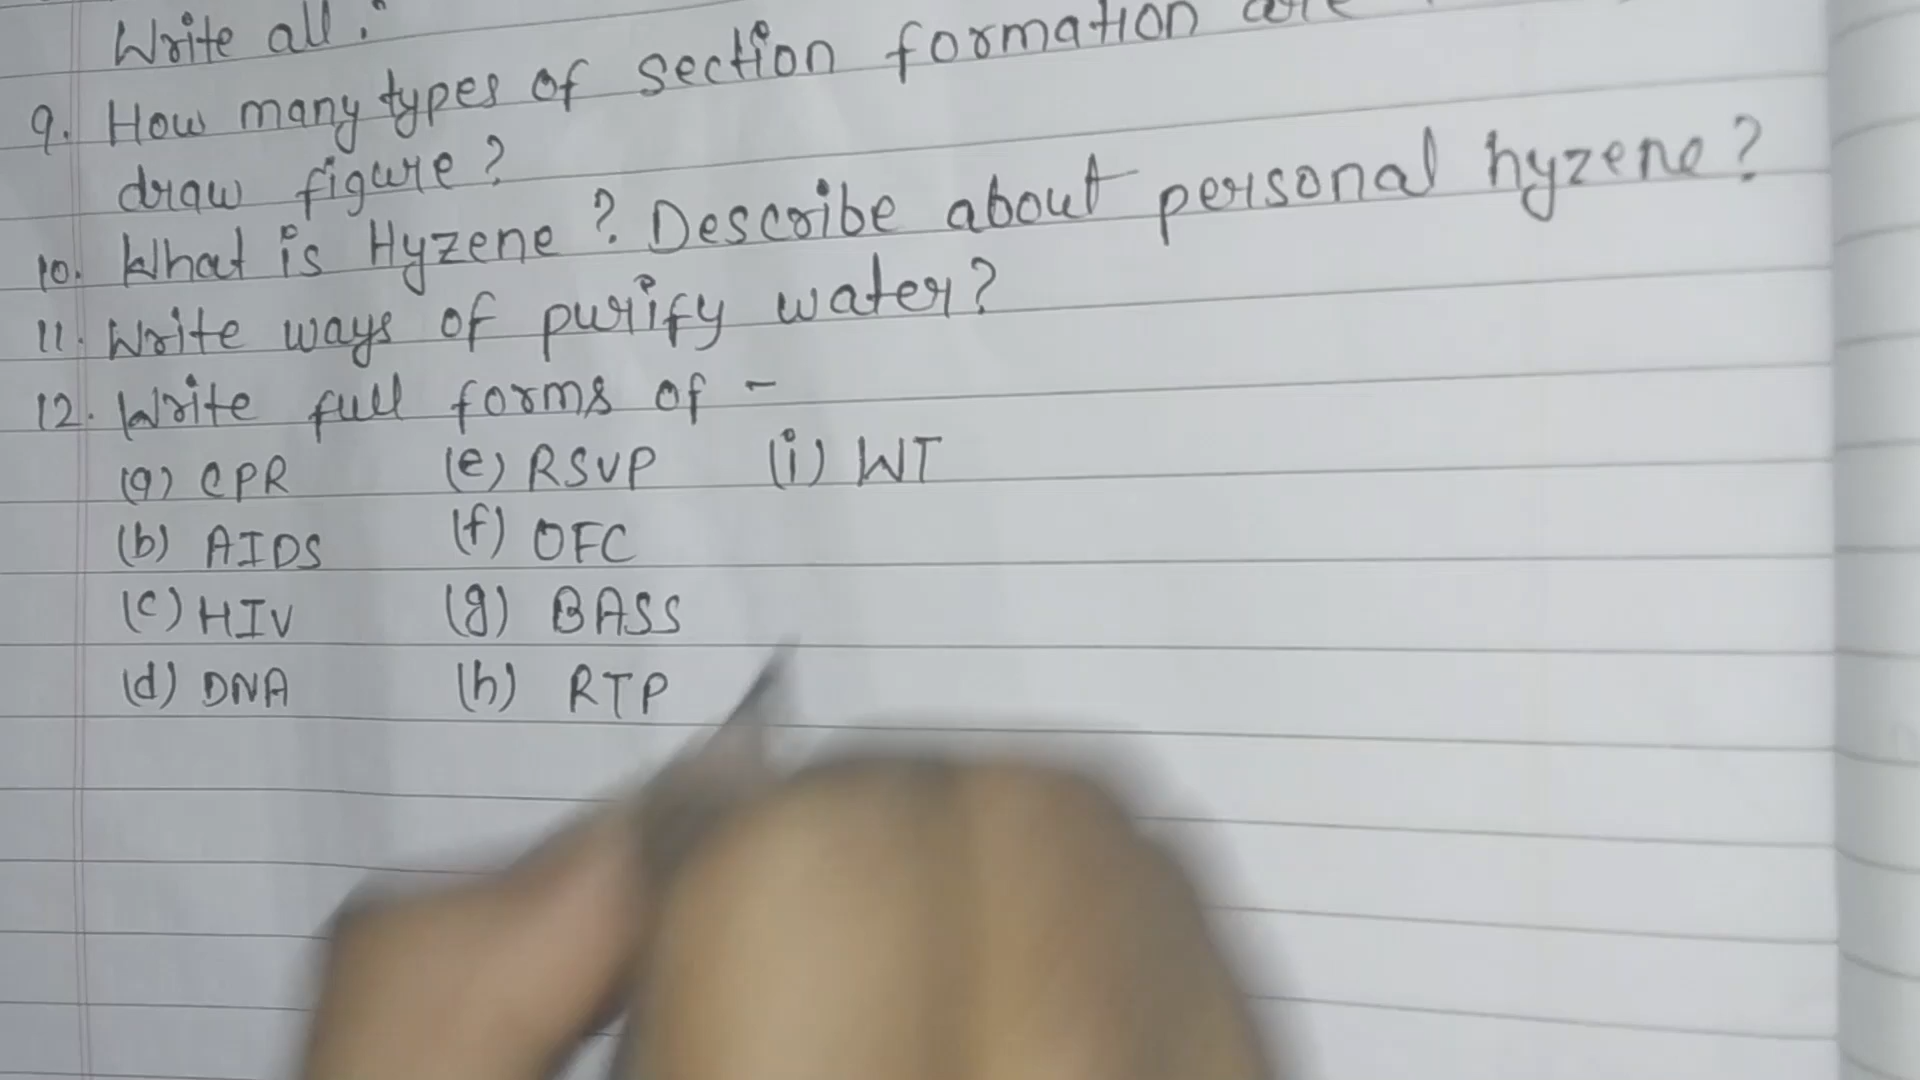 Write all.
9. How many types of section formation are
draw figure?
10. What is Hyzene? Describe about personal hyzene?
11. Write ways of purify water?
12. Write full forms of -
(a) CPR (e) RSVP (i) WT
(b) AIDS (f) OFC
(c) HIV (g) BASS
(d) DNA (h) RTP